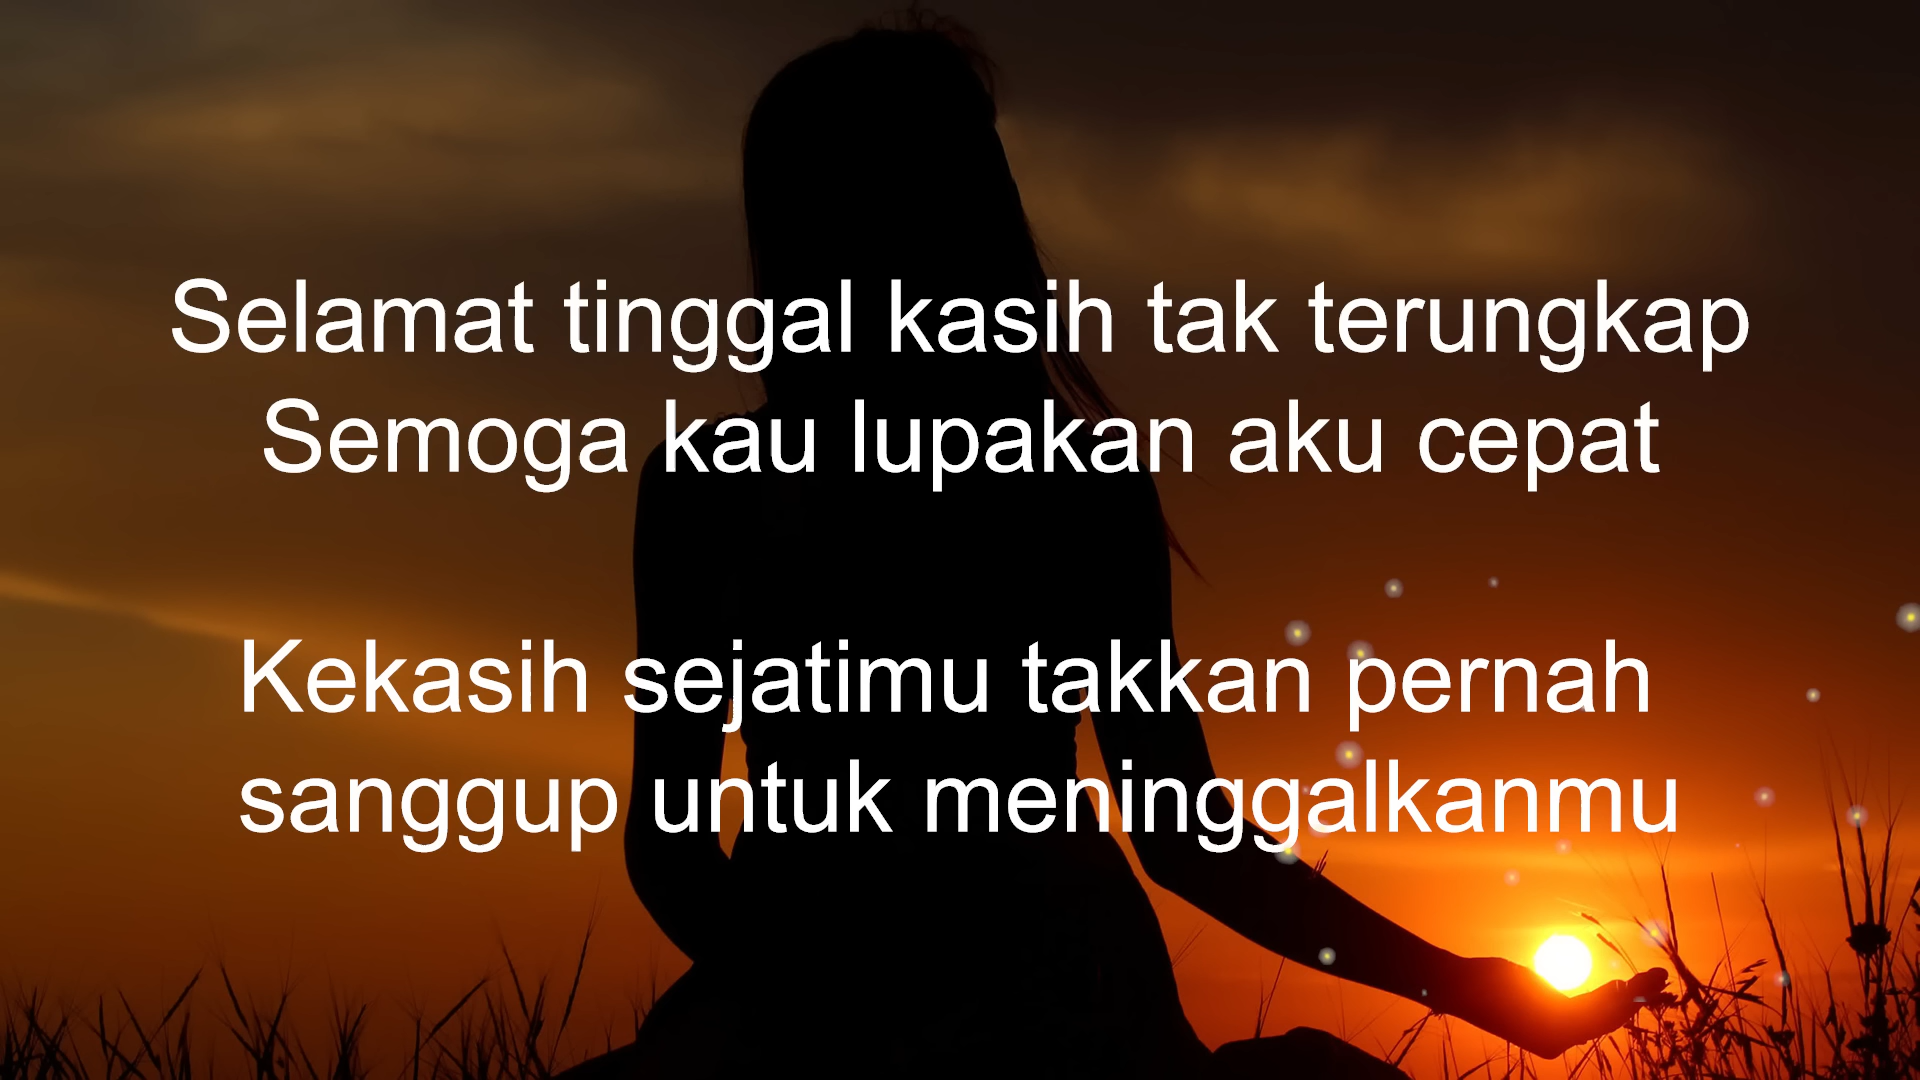 Selamat tinggal kasih tak terungkap
Semoga kau lupakan aku cepat
Kekasih sejatimu takkan pernah
sanggup untuk meninggalkanmu